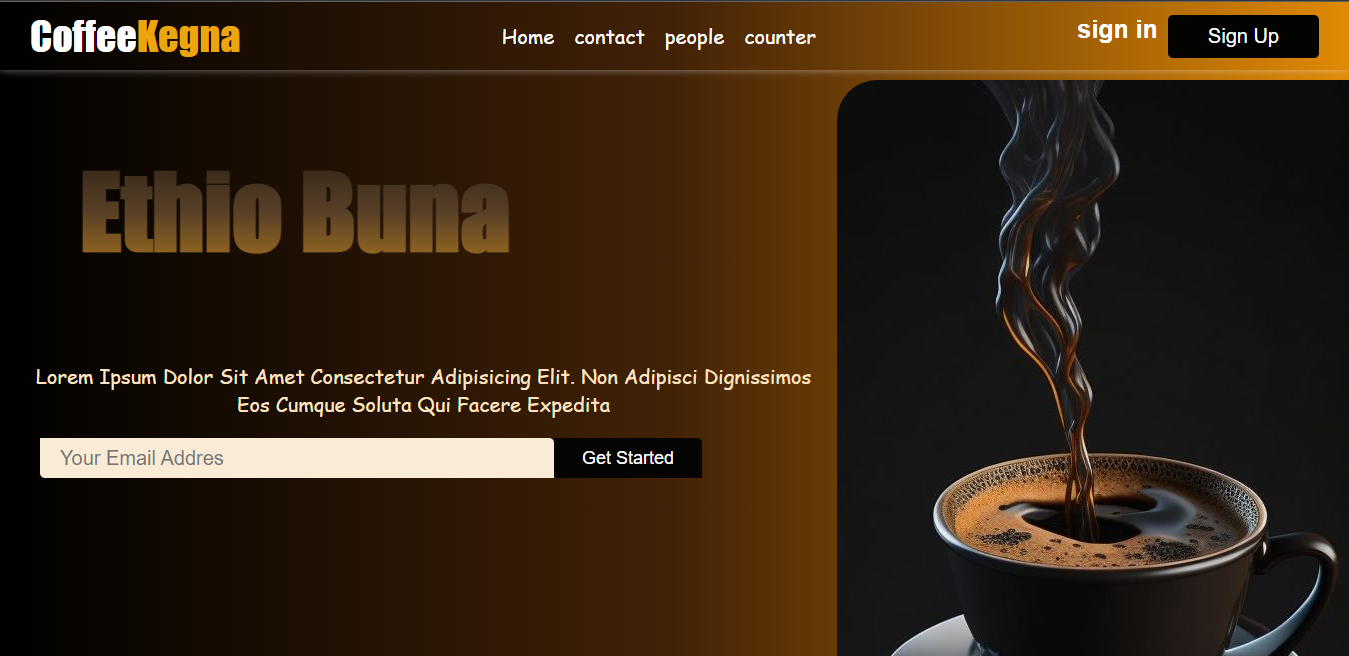 CoffeeKegna
Home contact people counter
sign in Sign Up
Ethio Buna
Lorem Ipsum Dolor Sit Amet Consectetur Adipisicing Elit. Non Adipisci Dignissimos
Eos Cumque Soluta Qui Facere Expedita
Your Email Addres
Get Started